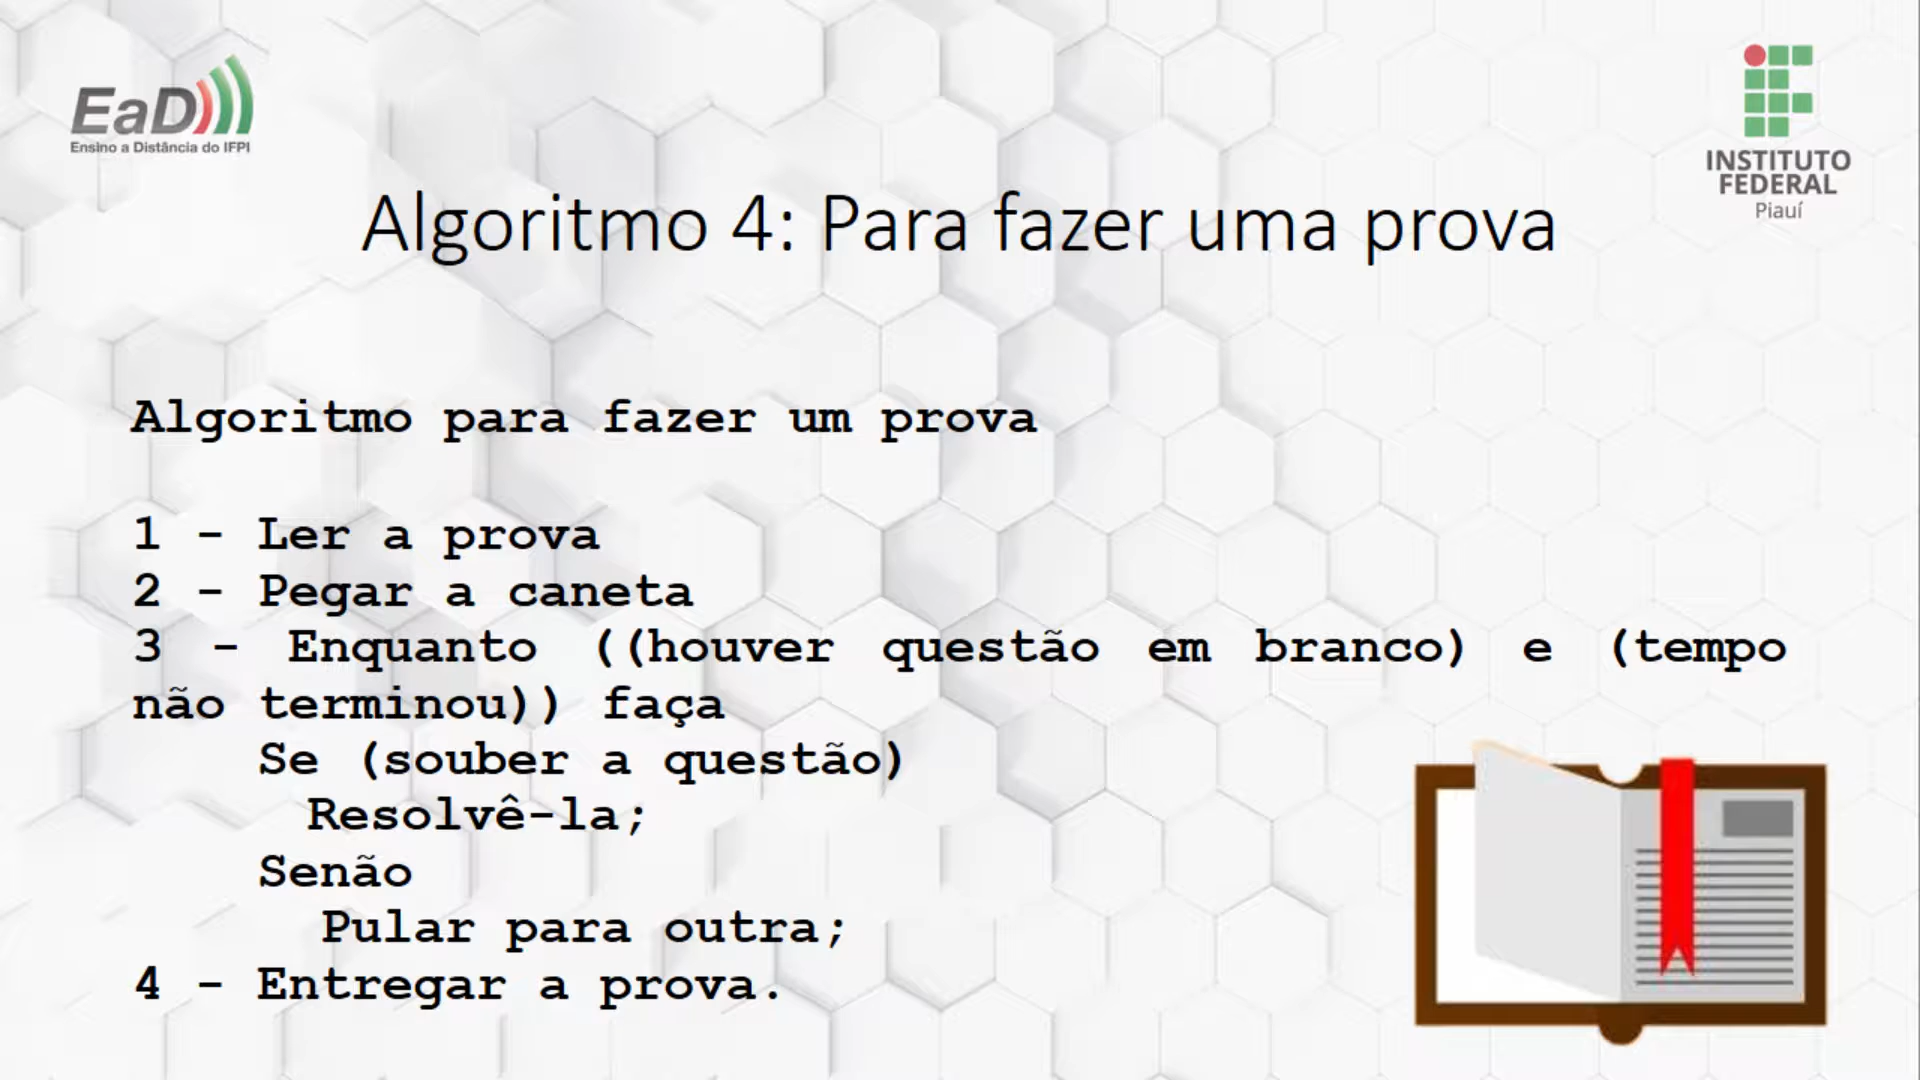 EaD
Ensino a Distância do IFPI
INSTITUTO
FEDERAL
Piauí
Algoritmo 4: Para fazer uma prova
Algoritmo para fazer um prova
1 - Ler a prova
2 - Pegar a caneta
3 - Enquanto ((houver questão em branco) e (tempo
não terminou)) faça
Se (souber a questão)
Resolvê-la;
Senão
Pular para outra;
4 - Entregar a prova.